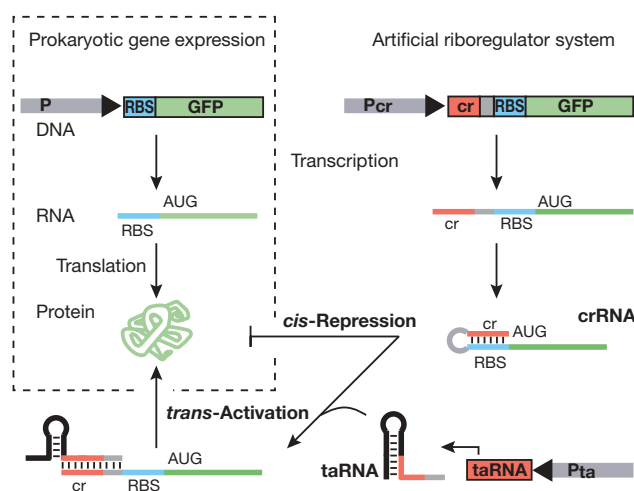 Prokaryotic gene expression
P
RBS
GFP
DNA
AUG
RNA
RBS
Translation
Protein
Artificial riboregulator system
Pcr
cr
RBS
GFP
Transcription
AUG
cr
RBS
crRNA
cr
AUG
RBS
cis-Repression
trans-Activation
AUG
cr
RBS
taRNA
taRNA
Pta